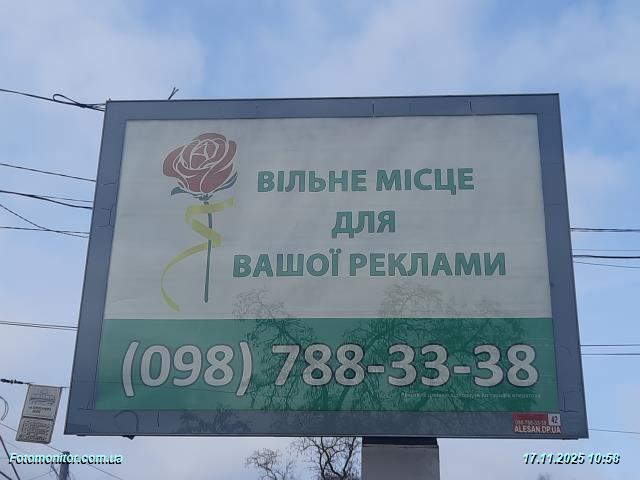 ВІЛЬНЕ МІСЦЕ
ДЛЯ
ВАШОЇ РЕКЛАМИ
(098) 788-33-38
42
ALESAN.DP.UA
Fotomonitor.com.ua
17.11.2025 10:58